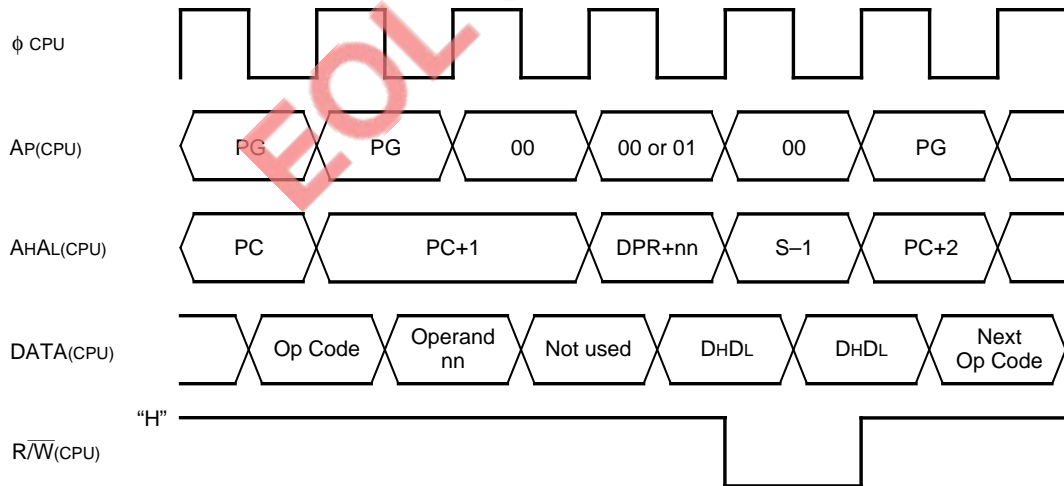 ϕ CPU
EOL
AP(CPU) PG PG 00 00 or 01 00 PG
AHAL(CPU) PC PC+1 DPR+nn S–1 PC+2
DATA(CPU) Op Code Operand nn Not used DHDL DHDL Next Op Code
“H”
R/W̅(CPU)